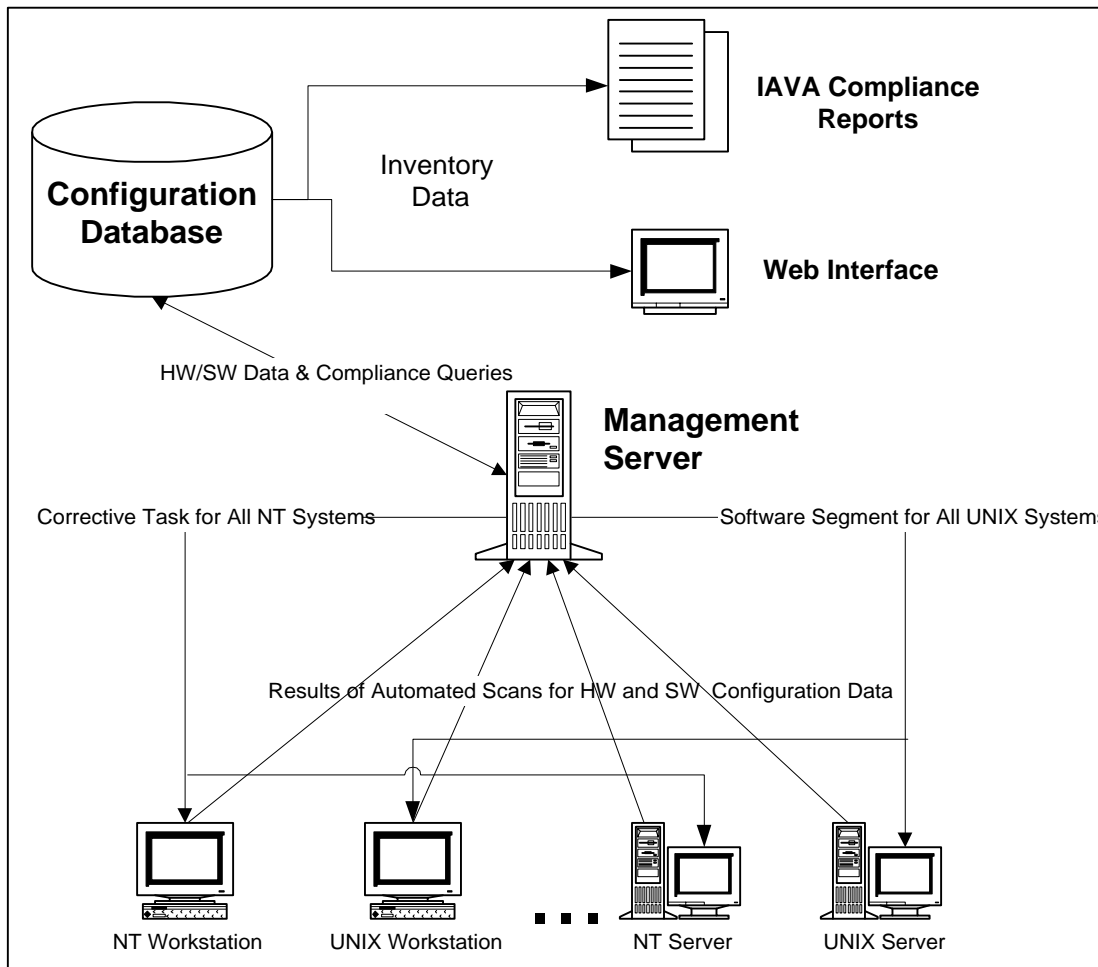 IAVA Compliance
Reports
Inventory
Data
Configuration
Database
Web Interface
HW/SW Data & Compliance Queries
Management
Server
Corrective Task for All NT Systems
Software Segment for All UNIX Systems
Results of Automated Scans for HW and SW Configuration Data
NT Workstation
UNIX Workstation
NT Server
UNIX Server